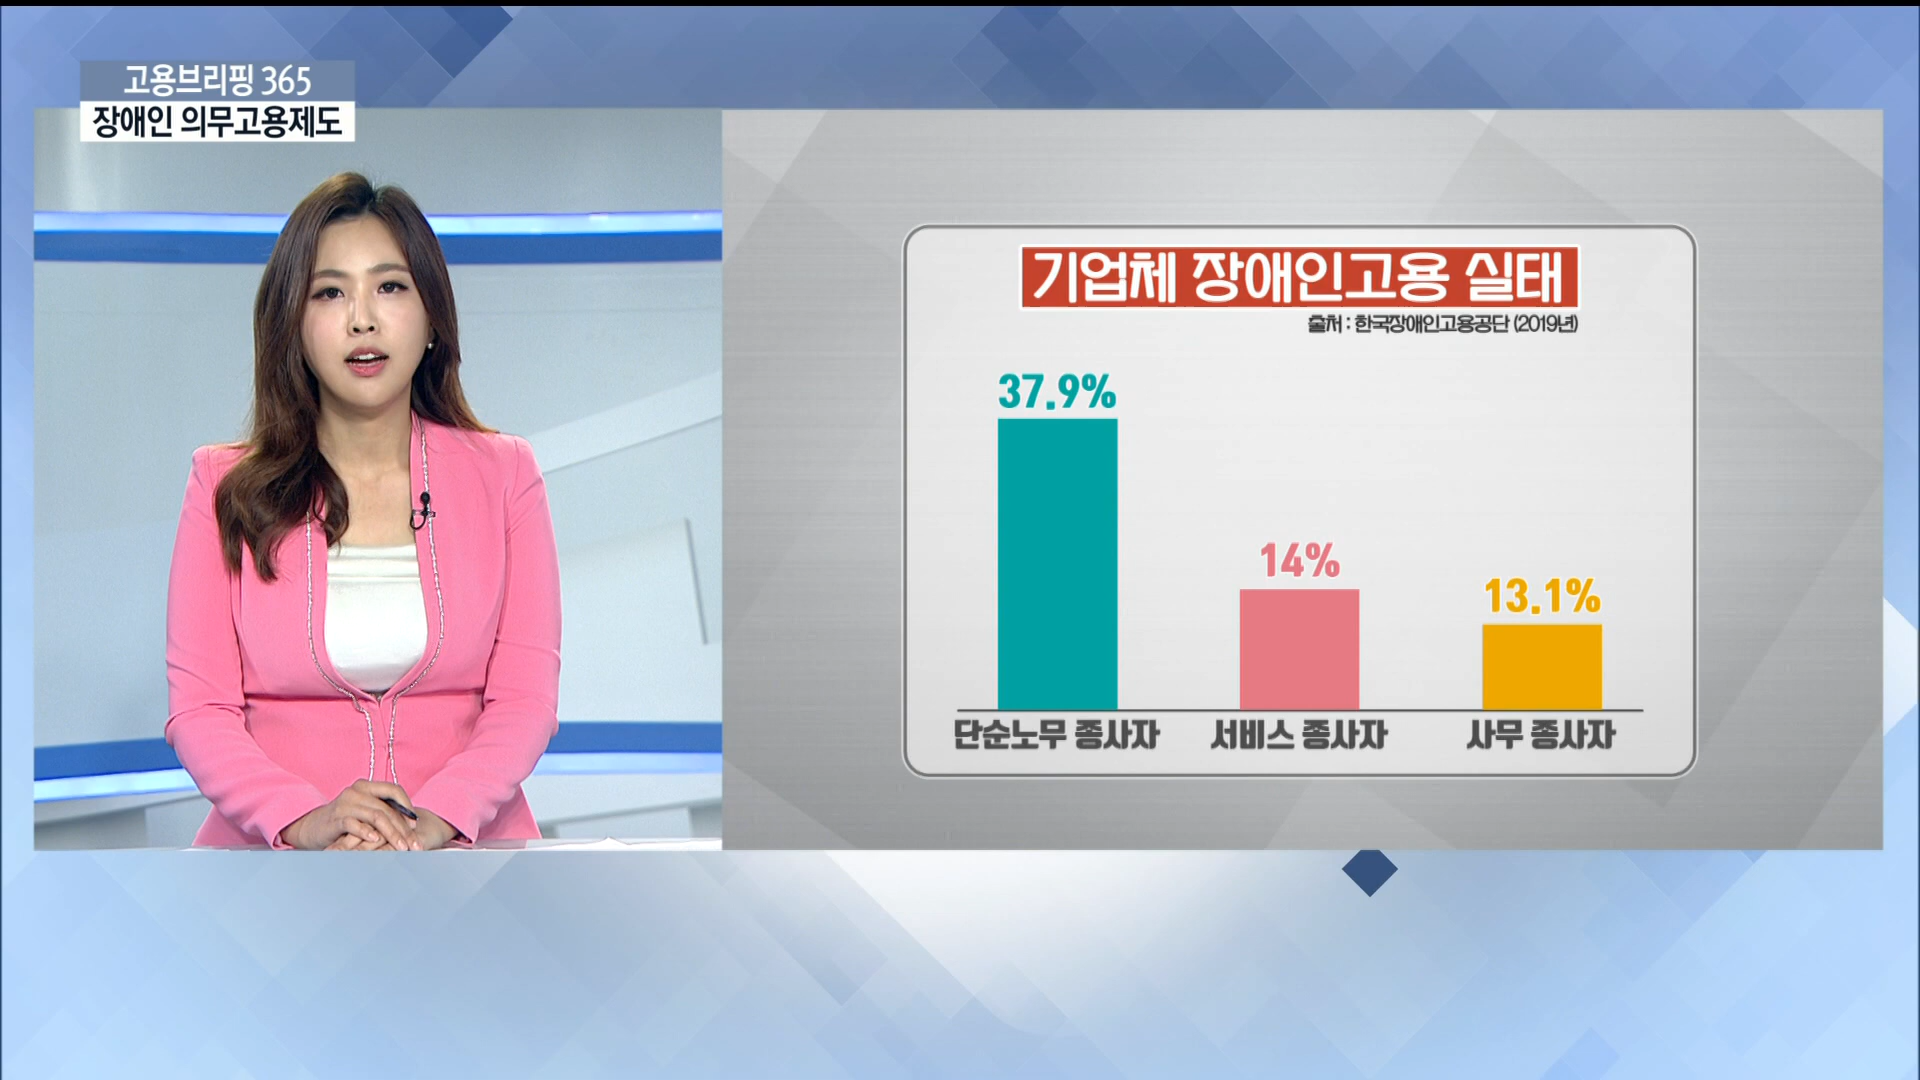 고용브리핑 365
장애인 의무고용제도
기업체 장애인고용 실태
출처 : 한국장애인고용공단 (2019년)
37.9%
14%
13.1%
단순노무 종사자
서비스 종사자
사무 종사자